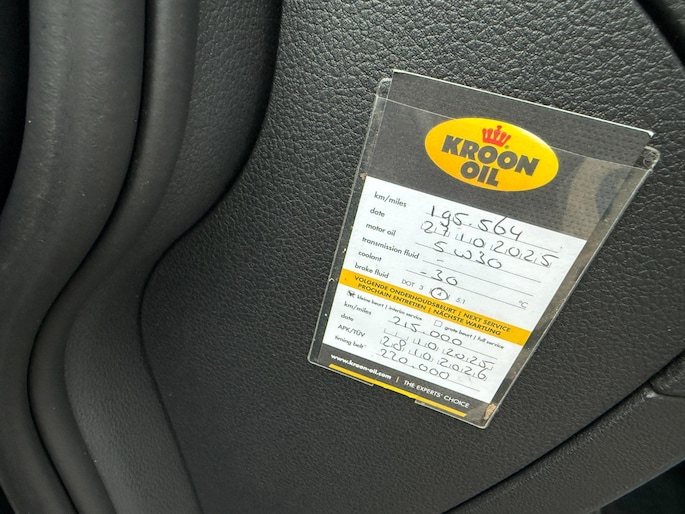 KROON
OIL
km/miles 195.564
date 27 10 2025
motor oil 5W30
transmission fluid -
coolant -30 °C
brake fluid DOT 3 4 5.1
VOLGENDE ONDERHOUDSBEURT | NEXT SERVICE
PROCHAIN ENTRETIEN | NÄCHSTE WARTUNG
kleine beurt | interim service grote beurt | full service
km/miles 215.000
date 10 2025
APK/TÜV 28 10 2026
timing belt 220.000
www.kroon-oil.com | THE EXPERTS' CHOICE